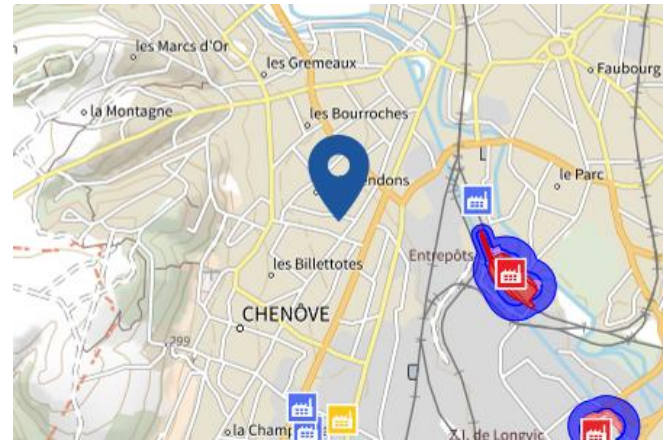 les Marcs d'Or
les Gremeaux
Faubourg
la Montagne
les Bourroches
le Parc
endons
Entrepôts
les Billettotes
CHENÔVE
299
la Champ
Z.I. de Longvic